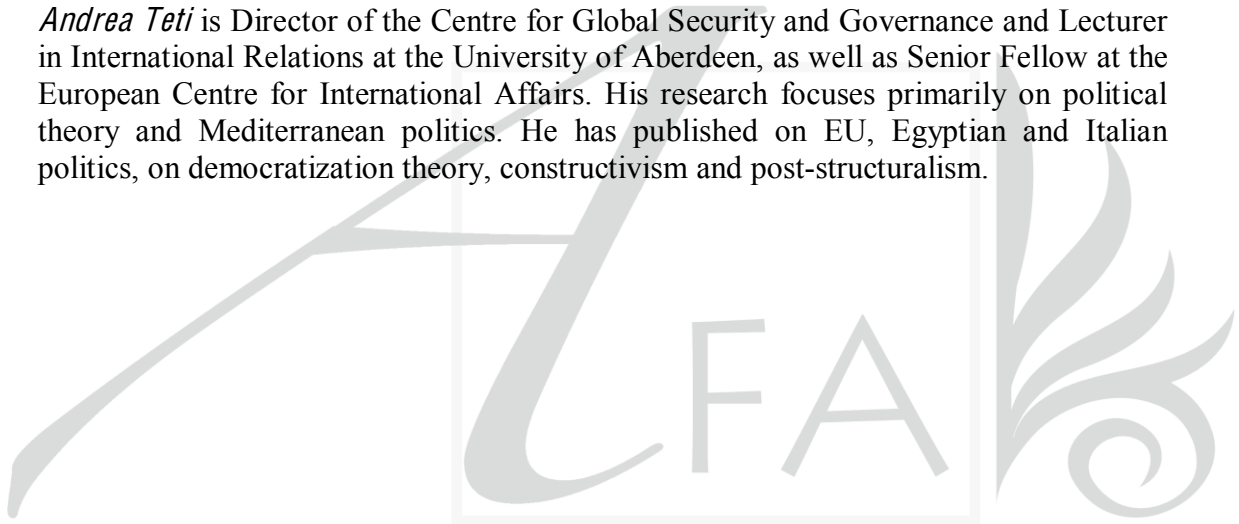 Andrea Teti is Director of the Centre for Global Security and Governance and Lecturer
in International Relations at the University of Aberdeen, as well as Senior Fellow at the
European Centre for International Affairs. His research focuses primarily on political
theory and Mediterranean politics. He has published on EU, Egyptian and Italian
politics, on democratization theory, constructivism and post-structuralism.
AFA